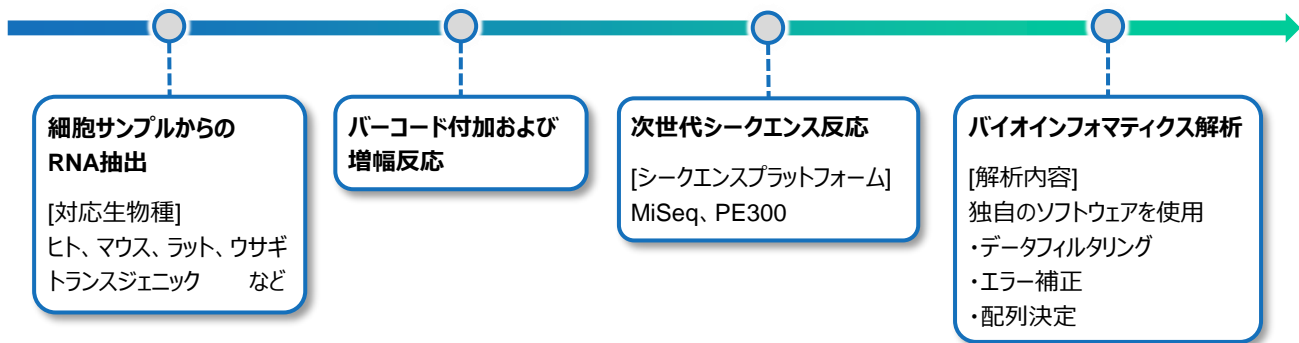 細胞サンプルからの
RNA抽出
[対応生物種]
ヒト、マウス、ラット、ウサギ
トランスジェニック　　など
バーコード付加および
増幅反応
次世代シークエンス反応
[シークエンスプラットフォーム]
MiSeq、PE300
バイオインフォマティクス解析
[解析内容]
独自のソフトウェアを使用
・データフィルタリング
・エラー補正
・配列決定